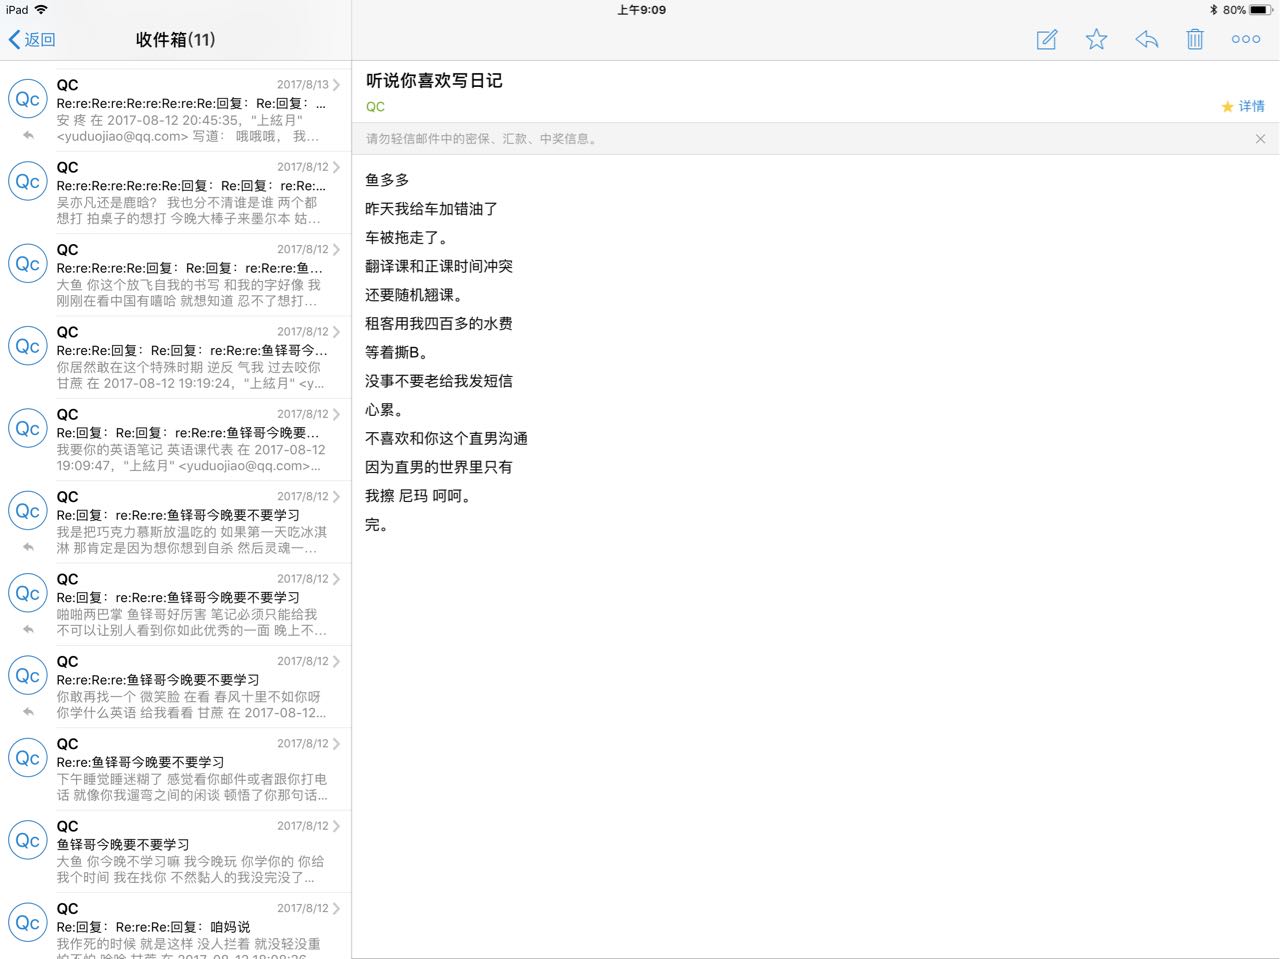 iPad
上午9:09
80%
返回
收件箱(11)
QC
2017/8/13
Re:re:Re:re:Re:re:Re:re:Re:回复：Re:回复：...
安 疼 在 2017-08-12 20:45:35，"上絃月"
<yuduojiao@qq.com> 写道： 哦哦哦， 我...
QC
2017/8/12
Re:re:Re:re:Re:re:Re:回复：Re:回复：re:Re:...
吴亦凡还是鹿晗？ 我也分不清谁是谁 两个都
想打 拍桌子的想打 今晚大棒子来墨尔本 姑...
QC
2017/8/12
Re:re:Re:re:Re:回复：Re:回复：re:Re:re:鱼...
大鱼 你这个放飞自我的书写 和我的字好像 我
刚刚在看中国有嘻哈 就想知道 忍不了想打...
QC
2017/8/12
Re:re:Re:回复：Re:回复：re:Re:re:鱼铎哥今...
你居然敢在这个特殊时期 逆反 气我 过去咬你
甘蔗 在 2017-08-12 19:19:24，"上絃月" <y...
QC
2017/8/12
Re:回复：Re:回复：re:Re:re:鱼铎哥今晚要...
我要你的英语笔记 英语课代表 在 2017-08-12
19:09:47，"上絃月" <yuduojiao@qq.com>...
QC
2017/8/12
Re:回复：re:Re:re:鱼铎哥今晚要不要学习
我是把巧克力慕斯放温吃的 如果第一天吃冰淇
淋 那肯定是因为想你想到自杀 然后灵魂一...
QC
2017/8/12
Re:回复：re:Re:re:鱼铎哥今晚要不要学习
啪啪两巴掌 鱼铎哥好厉害 笔记必须只能给我
不可以让别人看到你如此优秀的一面 晚上不...
QC
2017/8/12
Re:re:Re:re:鱼铎哥今晚要不要学习
你敢再找一个 微笑脸 在看 春风十里不如你呀
你学什么英语 给我看看 甘蔗 在 2017-08-12...
QC
2017/8/12
Re:re:鱼铎哥今晚要不要学习
下午睡觉睡迷糊了 感觉看你邮件或者跟你打电
话 就像你我遛弯之间的闲谈 顿悟了你那句话...
QC
2017/8/12
鱼铎哥今晚要不要学习
大鱼 你今晚不学习嘛 我今晚玩 你学你的 你给
我个时间 我在找你 不然黏人的我没完没了...
QC
2017/8/12
Re:回复：Re:re:Re:回复：咱妈说
我作死的时候 就是这样 没人拦着 就没轻没重
怕不怕 哈哈 甘蔗 在 2017-08-12 18:08:26
听说你喜欢写日记
QC
详情
请勿轻信邮件中的密保、汇款、中奖信息。
鱼多多
昨天我给车加错油了
车被拖走了。
翻译课和正课时间冲突
还要随机翘课。
租客用我四百多的水费
等着撕B。
没事不要老给我发短信
心累。
不喜欢和你这个直男沟通
因为直男的世界里只有
我擦 尼玛 呵呵。
完。